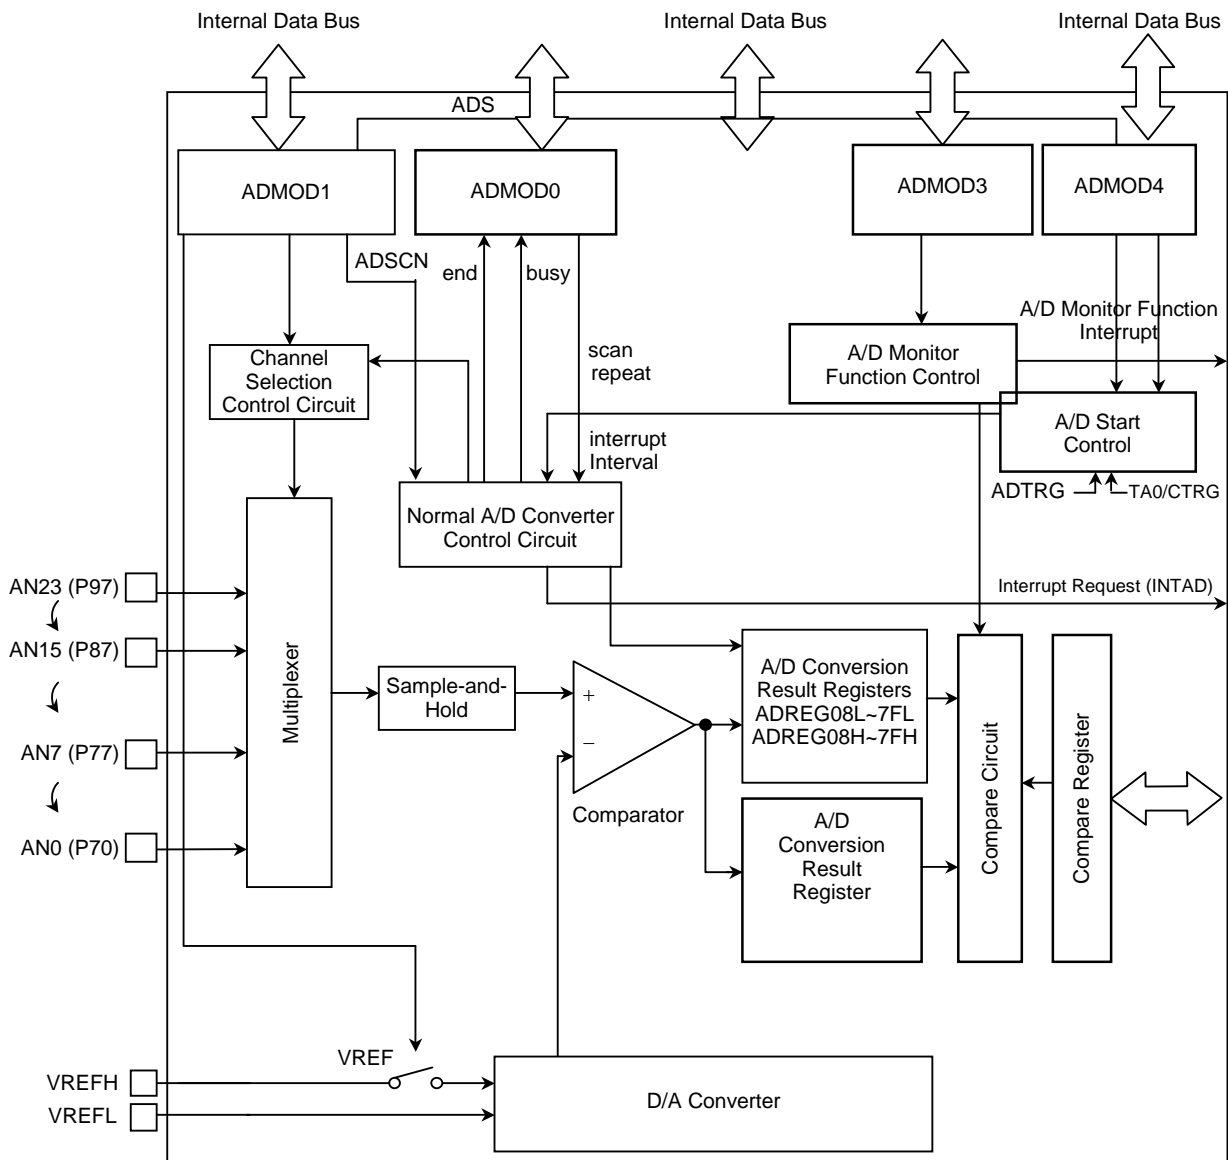 Internal Data Bus
Internal Data Bus
Internal Data Bus
ADS
ADMOD1
ADMOD0
ADMOD3
ADMOD4
ADSCN
end
busy
A/D Monitor Function
Interrupt
Channel
Selection
Control Circuit
scan
repeat
A/D Monitor
Function Control
interrupt
Interval
A/D Start
Control
ADTRG
TA0/CTRG
Normal A/D Converter
Control Circuit
AN23 (P97)
Interrupt Request (INTAD)
AN15 (P87)
Multiplexer
Sample-and-
Hold
+
−
Comparator
A/D Conversion
Result Registers
ADREG08L~7FL
ADREG08H~7FH
Compare Circuit
Compare Register
AN7 (P77)
AN0 (P70)
A/D
Conversion
Result
Register
VREF
VREFH
VREFL
D/A Converter